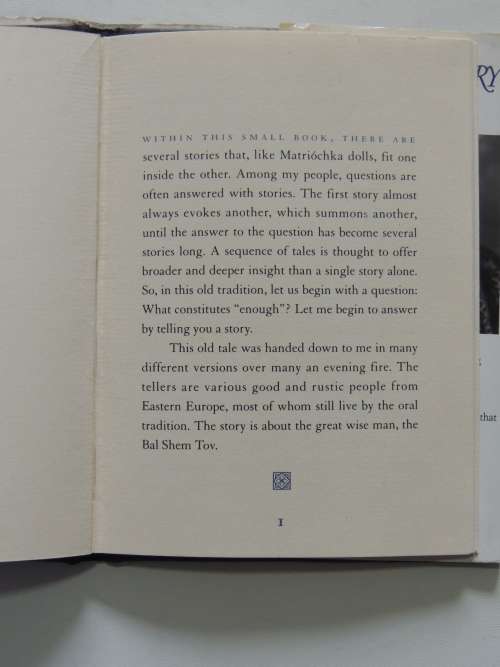 WITHIN THIS SMALL BOOK, THERE ARE
several stories that, like Matrióchka dolls, fit one
inside the other. Among my people, questions are
often answered with stories. The first story almost
always evokes another, which summons another,
until the answer to the question has become several
stories long. A sequence of tales is thought to offer
broader and deeper insight than a single story alone.
So, in this old tradition, let us begin with a question:
What constitutes “enough”? Let me begin to answer
by telling you a story.
This old tale was handed down to me in many
different versions over many an evening fire. The
tellers are various good and rustic people from
Eastern Europe, most of whom still live by the oral
tradition. The story is about the great wise man, the
Bal Shem Tov.
1
RY
that